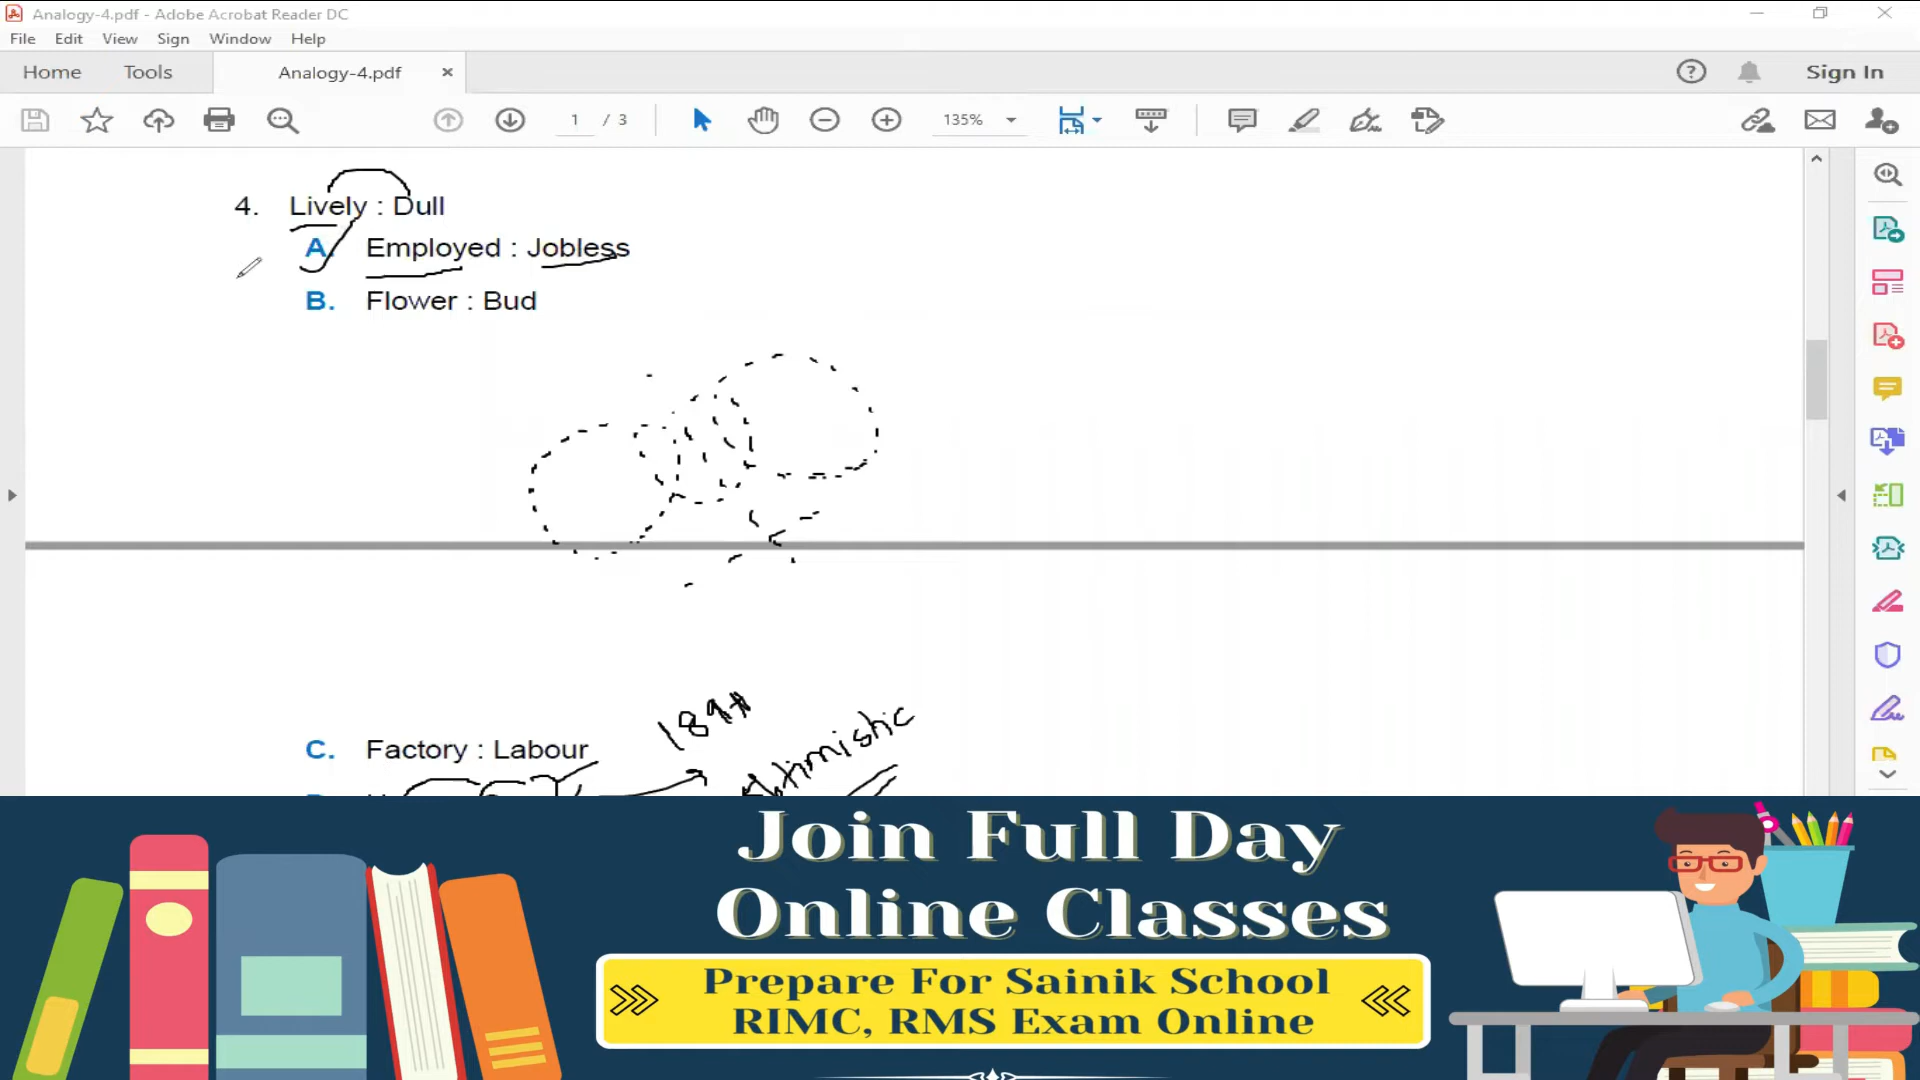 Analogy-4.pdf - Adobe Acrobat Reader DC
File Edit View Sign Window Help
Home Tools Analogy-4.pdf × Sign In
1 / 3 135%
4. Lively : Dull
A. Employed : Jobless
B. Flower : Bud
189
C. Factory : Labour
Join Full Day
Online Classes
Prepare For Sainik School
RIMC, RMS Exam Online